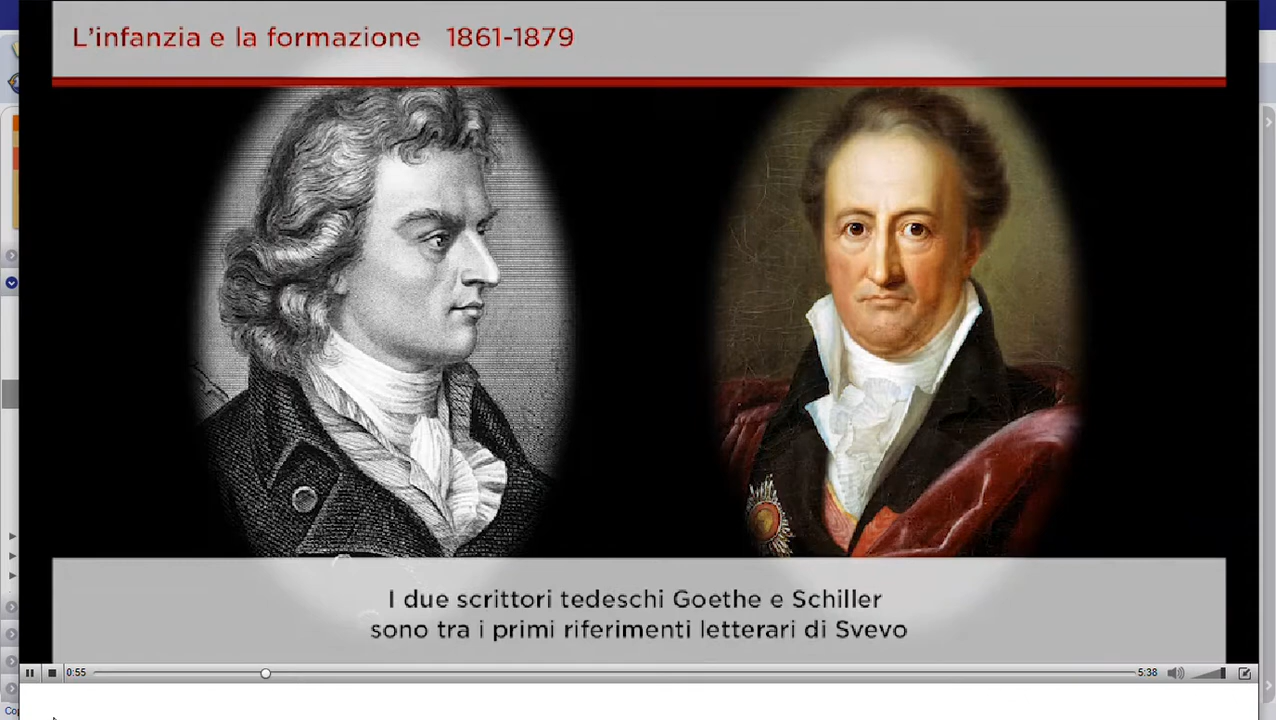 L'infanzia e la formazione 1861-1879
I due scrittori tedeschi Goethe e Schiller
sono tra i primi riferimenti letterari di Svevo
0:55
5:38